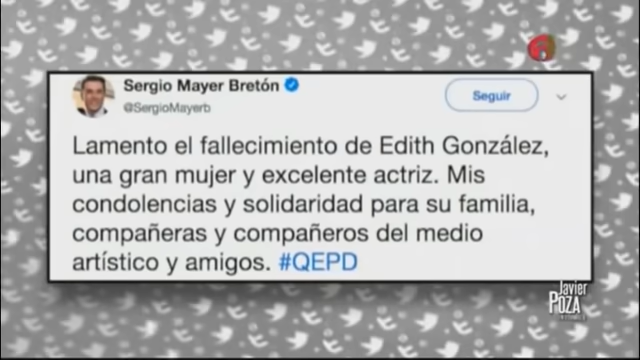 Sergio Mayer Bretón
@SergioMayerb
Seguir
Lamento el fallecimiento de Edith González,
una gran mujer y excelente actriz. Mis
condolencias y solidaridad para su familia,
compañeras y compañeros del medio
artístico y amigos. #QEPD
Javier
POZA